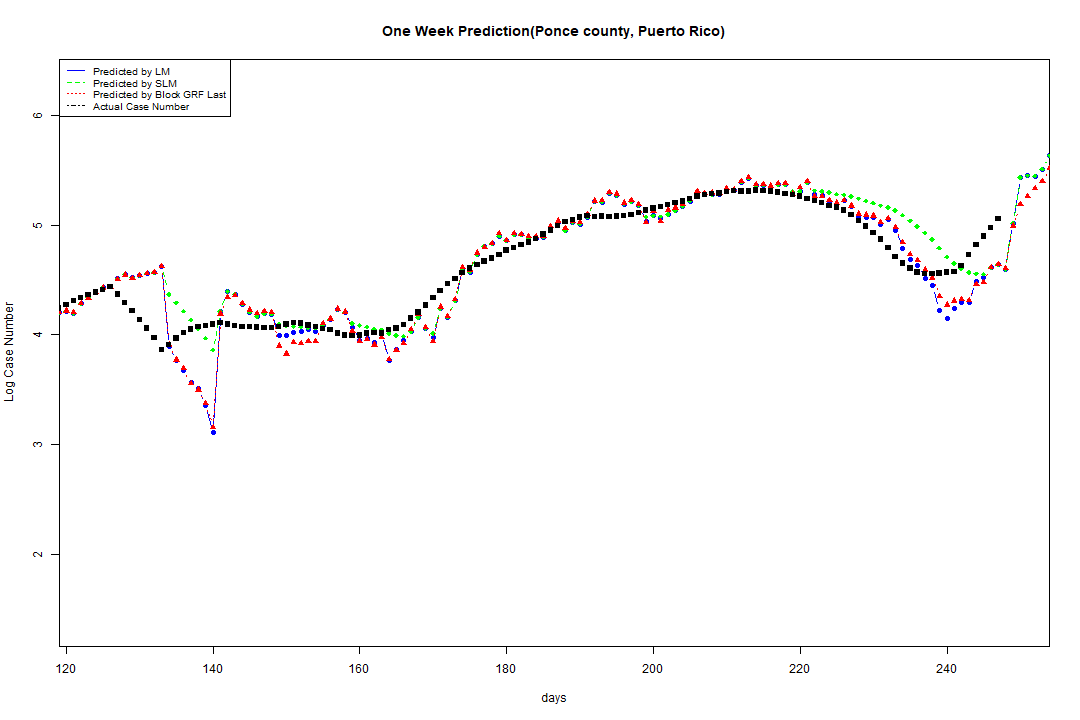 One Week Prediction(Ponce county, Puerto Rico)
Predicted by LM
Predicted by SLM
Predicted by Block GRF Last
Actual Case Number
6
5
4
3
2
Log Case Number
120 140 160 180 200 220 240
days